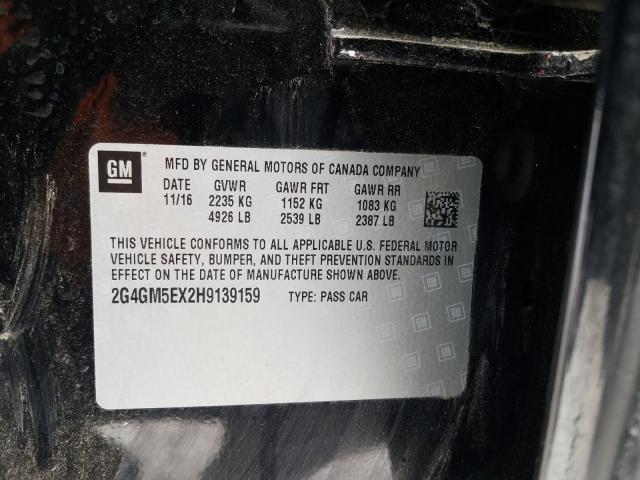 GM ® MFD BY GENERAL MOTORS OF CANADA COMPANY
DATE GVWR GAWR FRT GAWR RR
11/16 2235 KG 1152 KG 1083 KG
4926 LB 2539 LB 2387 LB
THIS VEHICLE CONFORMS TO ALL APPLICABLE U.S. FEDERAL MOTOR
VEHICLE SAFETY, BUMPER, AND THEFT PREVENTION STANDARDS IN
EFFECT ON THE DATE OF MANUFACTURE SHOWN ABOVE.
2G4GM5EX2H9139159 TYPE: PASS CAR